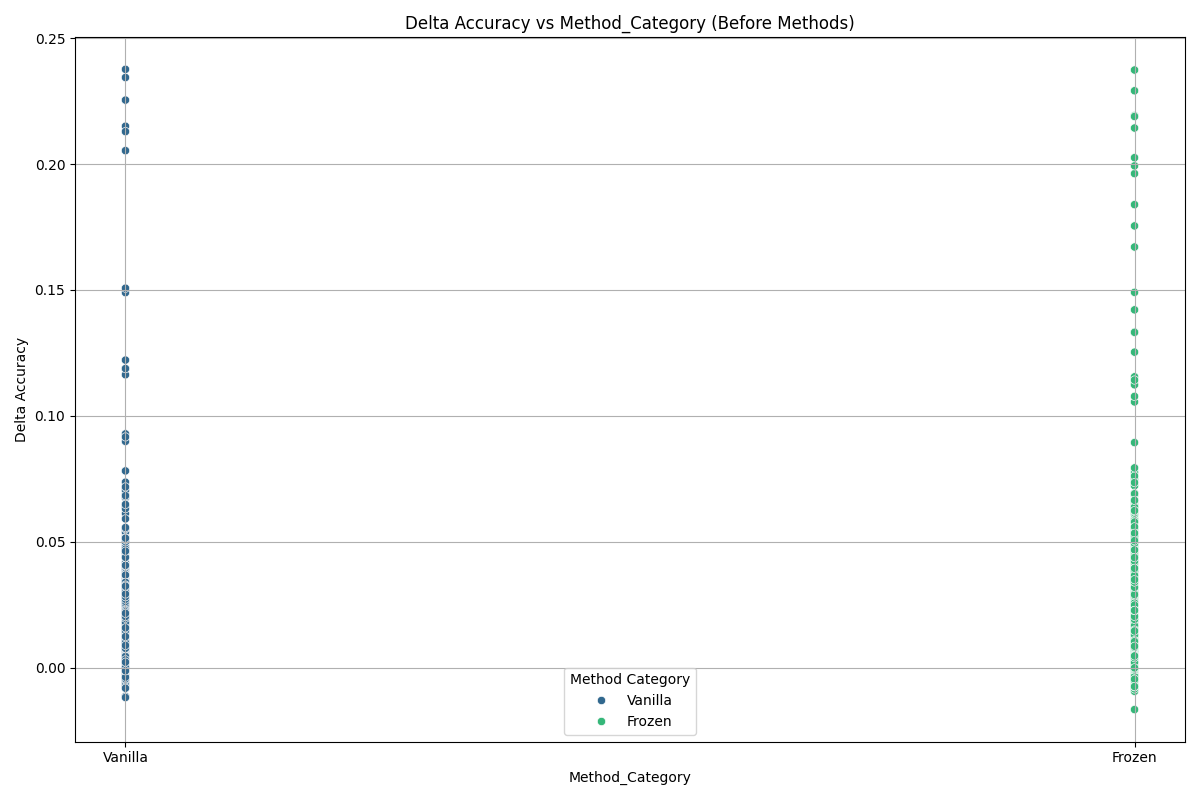 Delta Accuracy vs Method_Category (Before Methods)
Delta Accuracy
0.25
0.20
0.15
0.10
0.05
0.00
Method Category
Vanilla
Frozen
Vanilla
Frozen
Method_Category